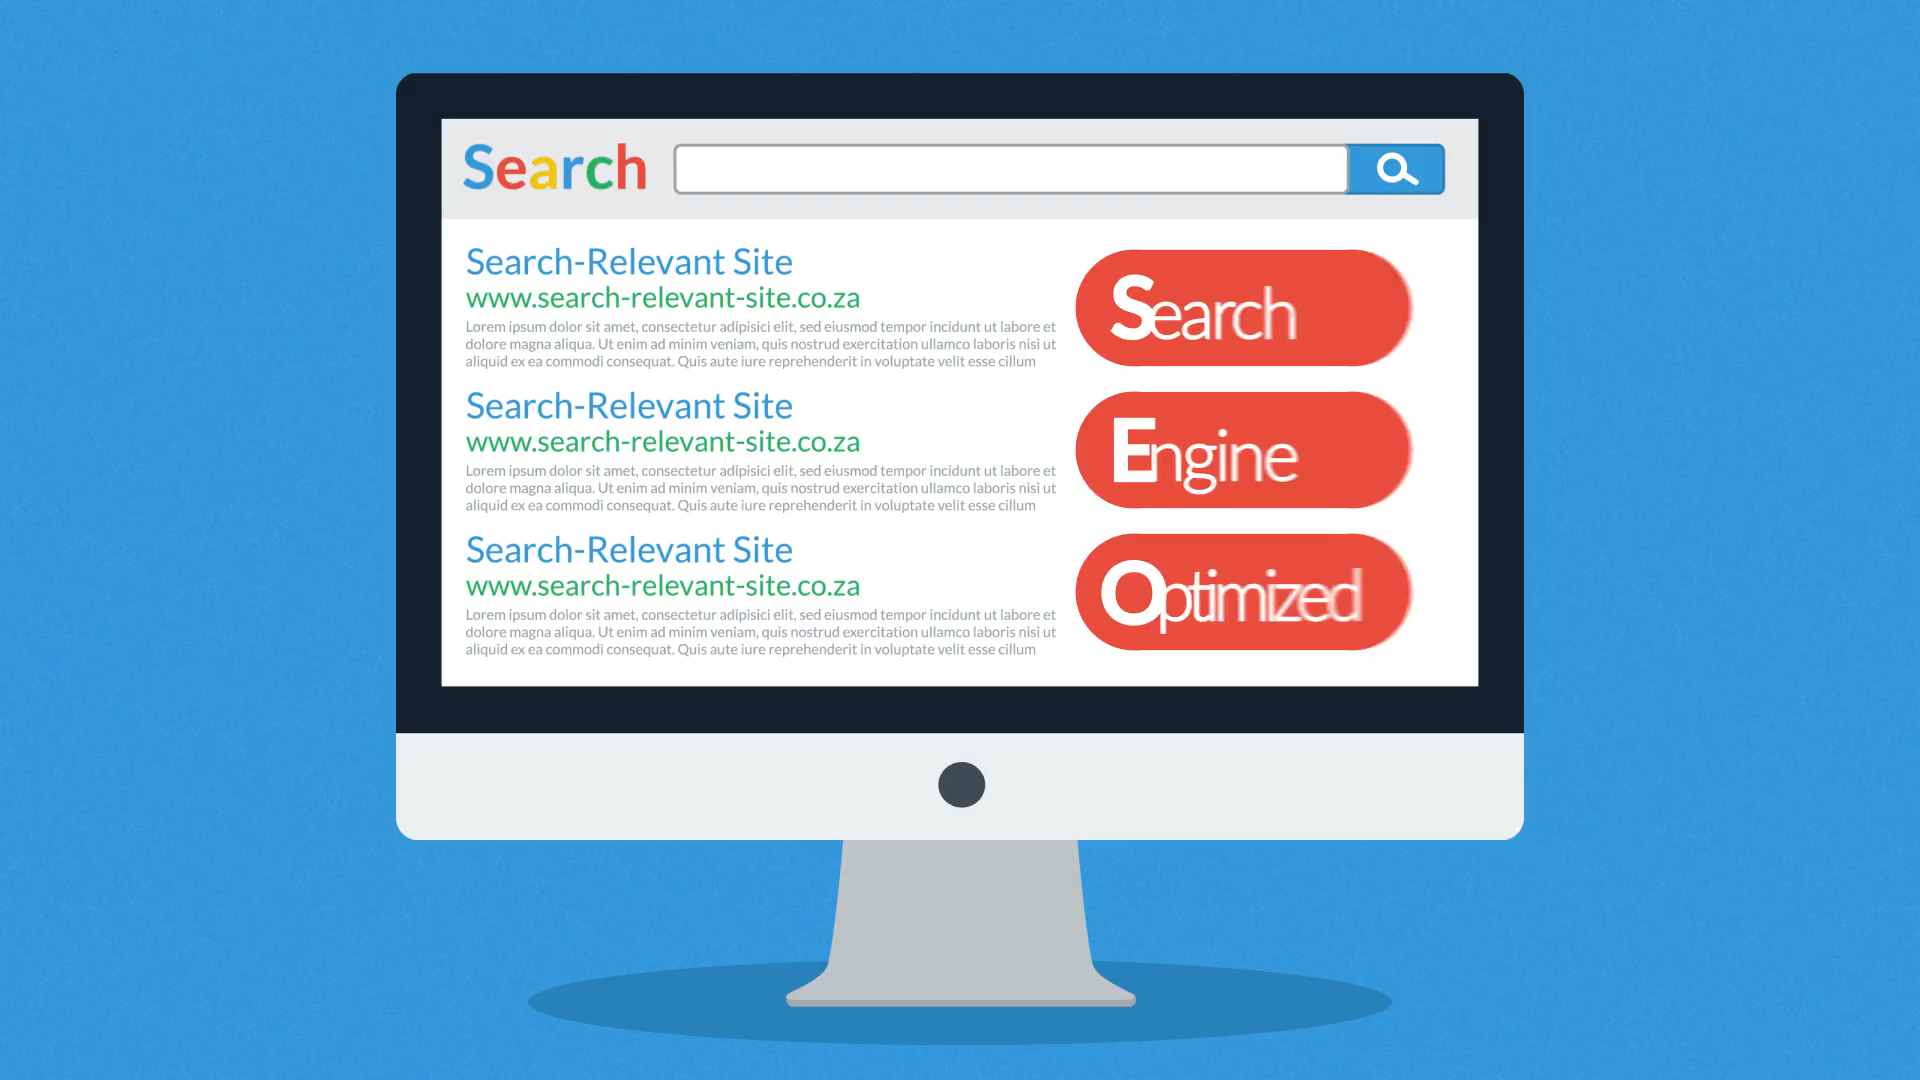 Search
Search-Relevant Site
www.search-relevant-site.co.za
Lorem ipsum dolor sit amet, consectetur adipisici elit, sed eiusmod tempor incidunt ut labore et
dolore magna aliqua. Ut enim ad minim veniam, quis nostrud exercitation ullamco laboris nisi ut
aliquid ex ea commodi consequat. Quis aute iure reprehenderit in voluptate velit esse cillum
Search-Relevant Site
www.search-relevant-site.co.za
Lorem ipsum dolor sit amet, consectetur adipisici elit, sed eiusmod tempor incidunt ut labore et
dolore magna aliqua. Ut enim ad minim veniam, quis nostrud exercitation ullamco laboris nisi ut
aliquid ex ea commodi consequat. Quis aute iure reprehenderit in voluptate velit esse cillum
Search-Relevant Site
www.search-relevant-site.co.za
Lorem ipsum dolor sit amet, consectetur adipisici elit, sed eiusmod tempor incidunt ut labore et
dolore magna aliqua. Ut enim ad minim veniam, quis nostrud exercitation ullamco laboris nisi ut
aliquid ex ea commodi consequat. Quis aute iure reprehenderit in voluptate velit esse cillum
Search
Engine
Optimized